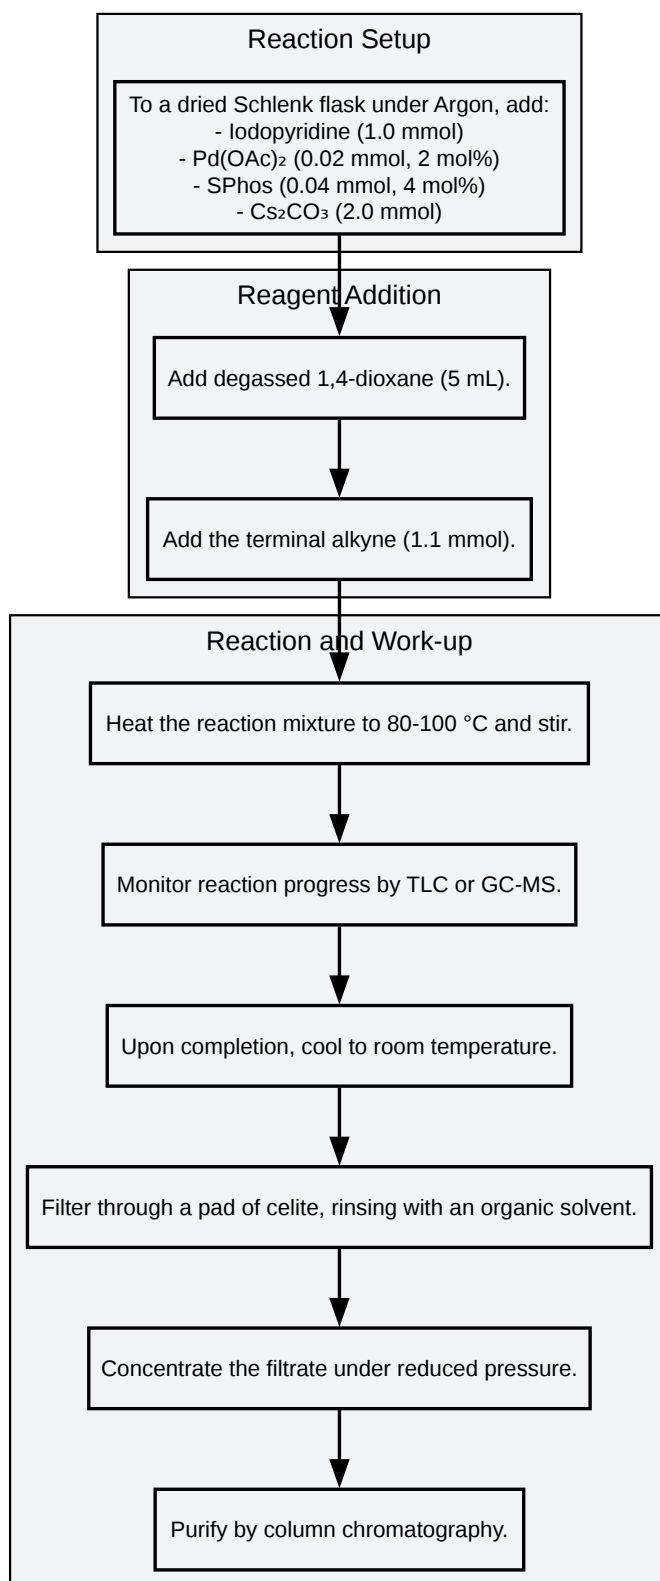 Reaction Setup
To a dried Schlenk flask under Argon, add:
- Iodopyridine (1.0 mmol)
- Pd(OAc)₂ (0.02 mmol, 2 mol%)
- SPhos (0.04 mmol, 4 mol%)
- Cs₂CO₃ (2.0 mmol)
Reagent Addition
Add degassed 1,4-dioxane (5 mL).
Add the terminal alkyne (1.1 mmol).
Reaction and Work-up
Heat the reaction mixture to 80-100 °C and stir.
Monitor reaction progress by TLC or GC-MS.
Upon completion, cool to room temperature.
Filter through a pad of celite, rinsing with an organic solvent.
Concentrate the filtrate under reduced pressure.
Purify by column chromatography.